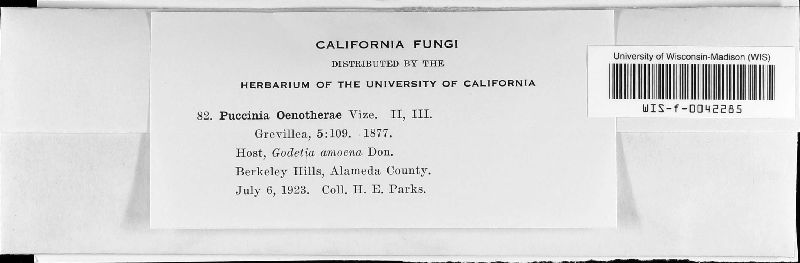 CALIFORNIA FUNGI
DISTRIBUTED BY THE
HERBARIUM OF THE UNIVERSITY OF CALIFORNIA
82. Puccinia Oenotherae Vize. II, III.
Grevillea, 5:109. 1877.
Host, Godetia amoena Don.
Berkeley Hills, Alameda County.
July 6, 1923. Coll. H. E. Parks.
University of Wisconsin-Madison (WIS)
WIS-f-0042285